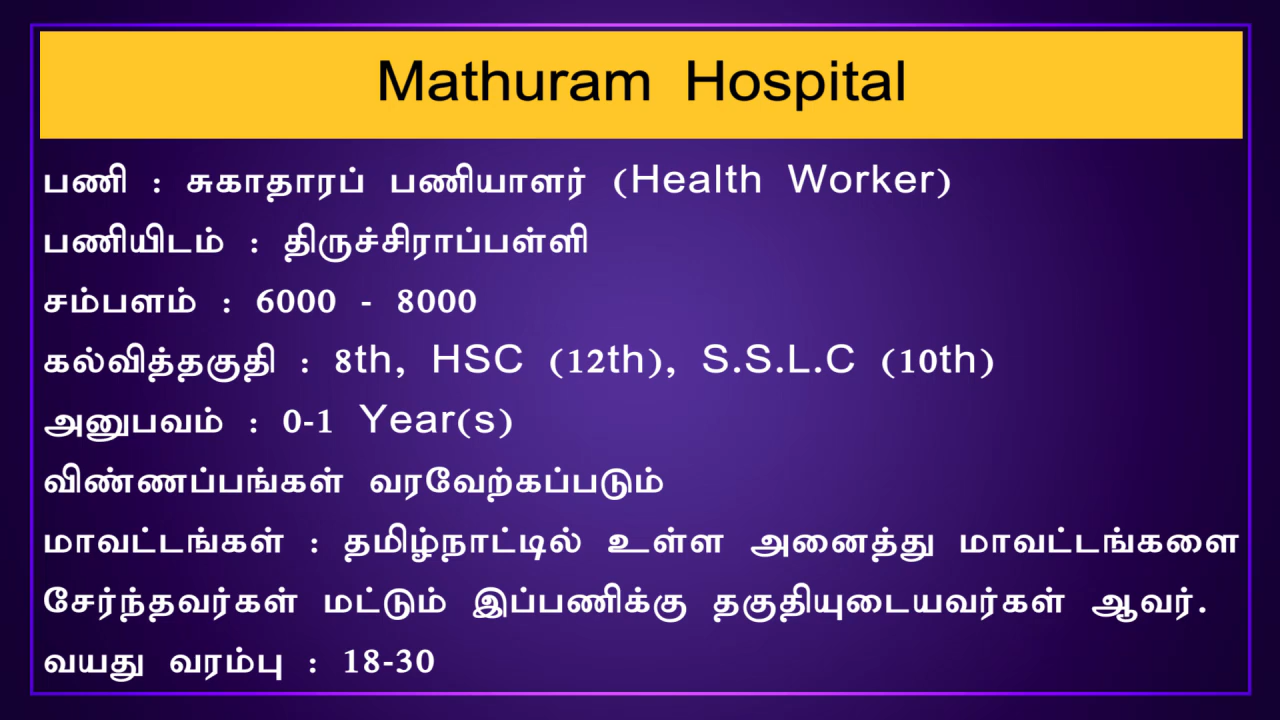 Mathuram Hospital
பணி : சுகாதாரப் பணியாளர் (Health Worker)
பணியிடம் : திருச்சிராப்பள்ளி
சம்பளம் : 6000 - 8000
கல்வித்தகுதி : 8th, HSC (12th), S.S.L.C (10th)
அனுபவம் : 0-1 Year(s)
விண்ணப்பங்கள் வரவேற்கப்படும்
மாவட்டங்கள் : தமிழ்நாட்டில் உள்ள அனைத்து மாவட்டங்களை
சேர்ந்தவர்கள் மட்டும் இப்பணிக்கு தகுதியுடையவர்கள் ஆவர்.
வயது வரம்பு : 18-30